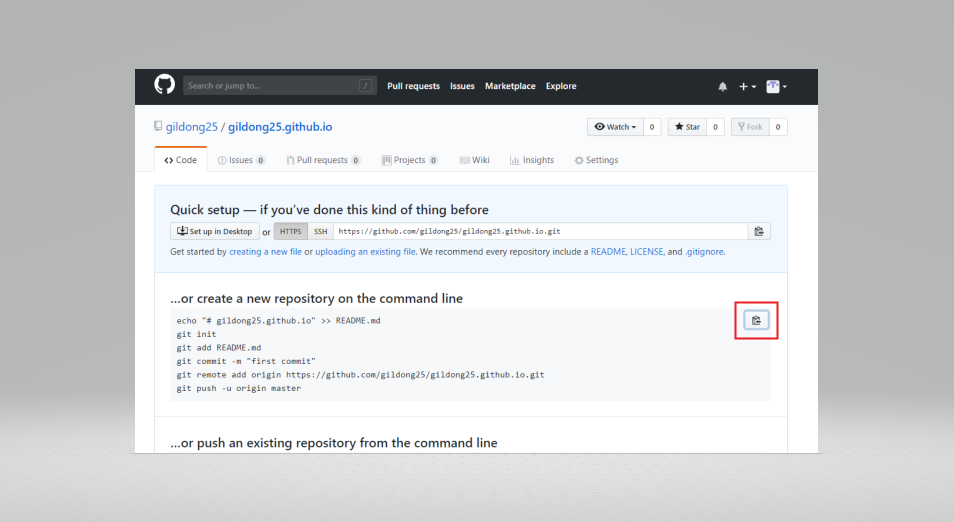 Search or jump to... / Pull requests Issues Marketplace Explore
gildong25 / gildong25.github.io Watch 0 Star 0 Fork 0
Code Issues 0 Pull requests 0 Projects 0 Wiki Insights Settings
Quick setup — if you’ve done this kind of thing before
Set up in Desktop or HTTPS SSH https://github.com/gildong25/gildong25.github.io.git
Get started by creating a new file or uploading an existing file. We recommend every repository include a README, LICENSE, and .gitignore.
…or create a new repository on the command line
echo "# gildong25.github.io" >> README.md
git init
git add README.md
git commit -m "first commit"
git remote add origin https://github.com/gildong25/gildong25.github.io.git
git push -u origin master
…or push an existing repository from the command line